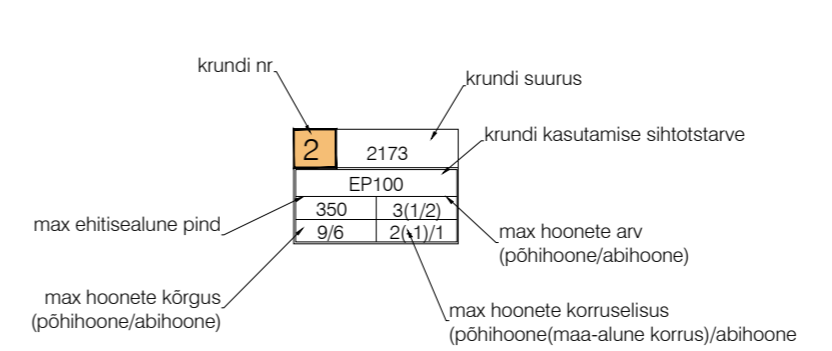 krundi nr
krundi suurus
krundi kasutamise sihtotstarve
2
2173
EP100
350
3(1/2)
9/6
2(-1)/1
max ehitisealune pind
max hoonete arv
(põhihoone/abihoone)
max hoonete kõrgus
(põhihoone/abihoone)
max hoonete korruselisus
(põhihoone(maa-alune korrus)/abihoone